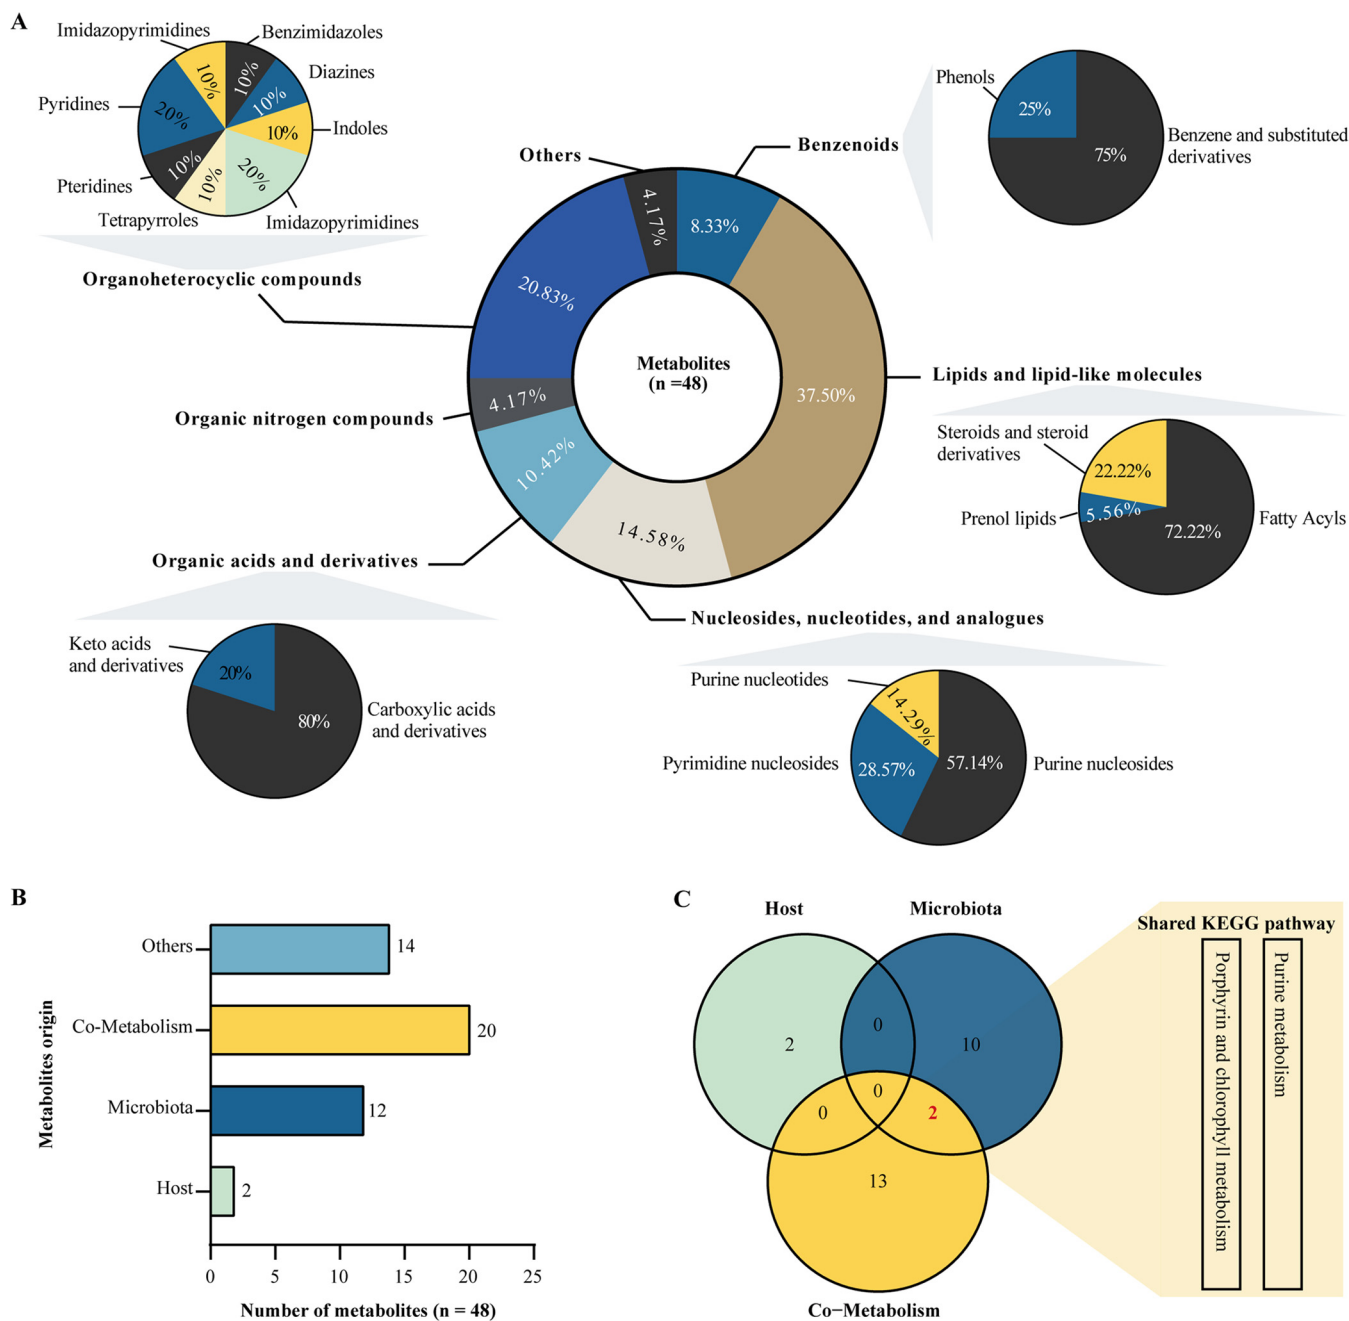 A
Imidazopyrimidines
Benzimidazoles
Diazines
Pyridines
Indoles
Pteridines
Tetrapyrroles
Imidazopyrimidines
10%
10%
10%
10%
20%
10%
10%
20%
Organoheterocyclic compounds
Others
Benzenoids
Phenols
25%
75%
Benzene and substituted
derivatives
4.17%
8.33%
20.83%
37.50%
4.17%
10.42%
14.58%
Metabolites
(n =48)
Organic nitrogen compounds
Lipids and lipid-like molecules
Steroids and steroid
derivatives
22.22%
Prenol lipids
5.56%
72.22%
Fatty Acyls
Organic acids and derivatives
Keto acids
and derivatives
20%
80%
Carboxylic acids
and derivatives
Nucleosides, nucleotides, and analogues
Purine nucleotides
14.29%
Pyrimidine nucleosides
28.57%
57.14%
Purine nucleosides
B
Metabolites origin
Others
14
Co-Metabolism
20
Microbiota
12
Host
2
0 5 10 15 20 25
Number of metabolites (n = 48)
C
Host
Microbiota
2
0
10
0
0
2
13
Co−Metabolism
Shared KEGG pathway
Porphyrin and chlorophyll metabolism
Purine metabolism